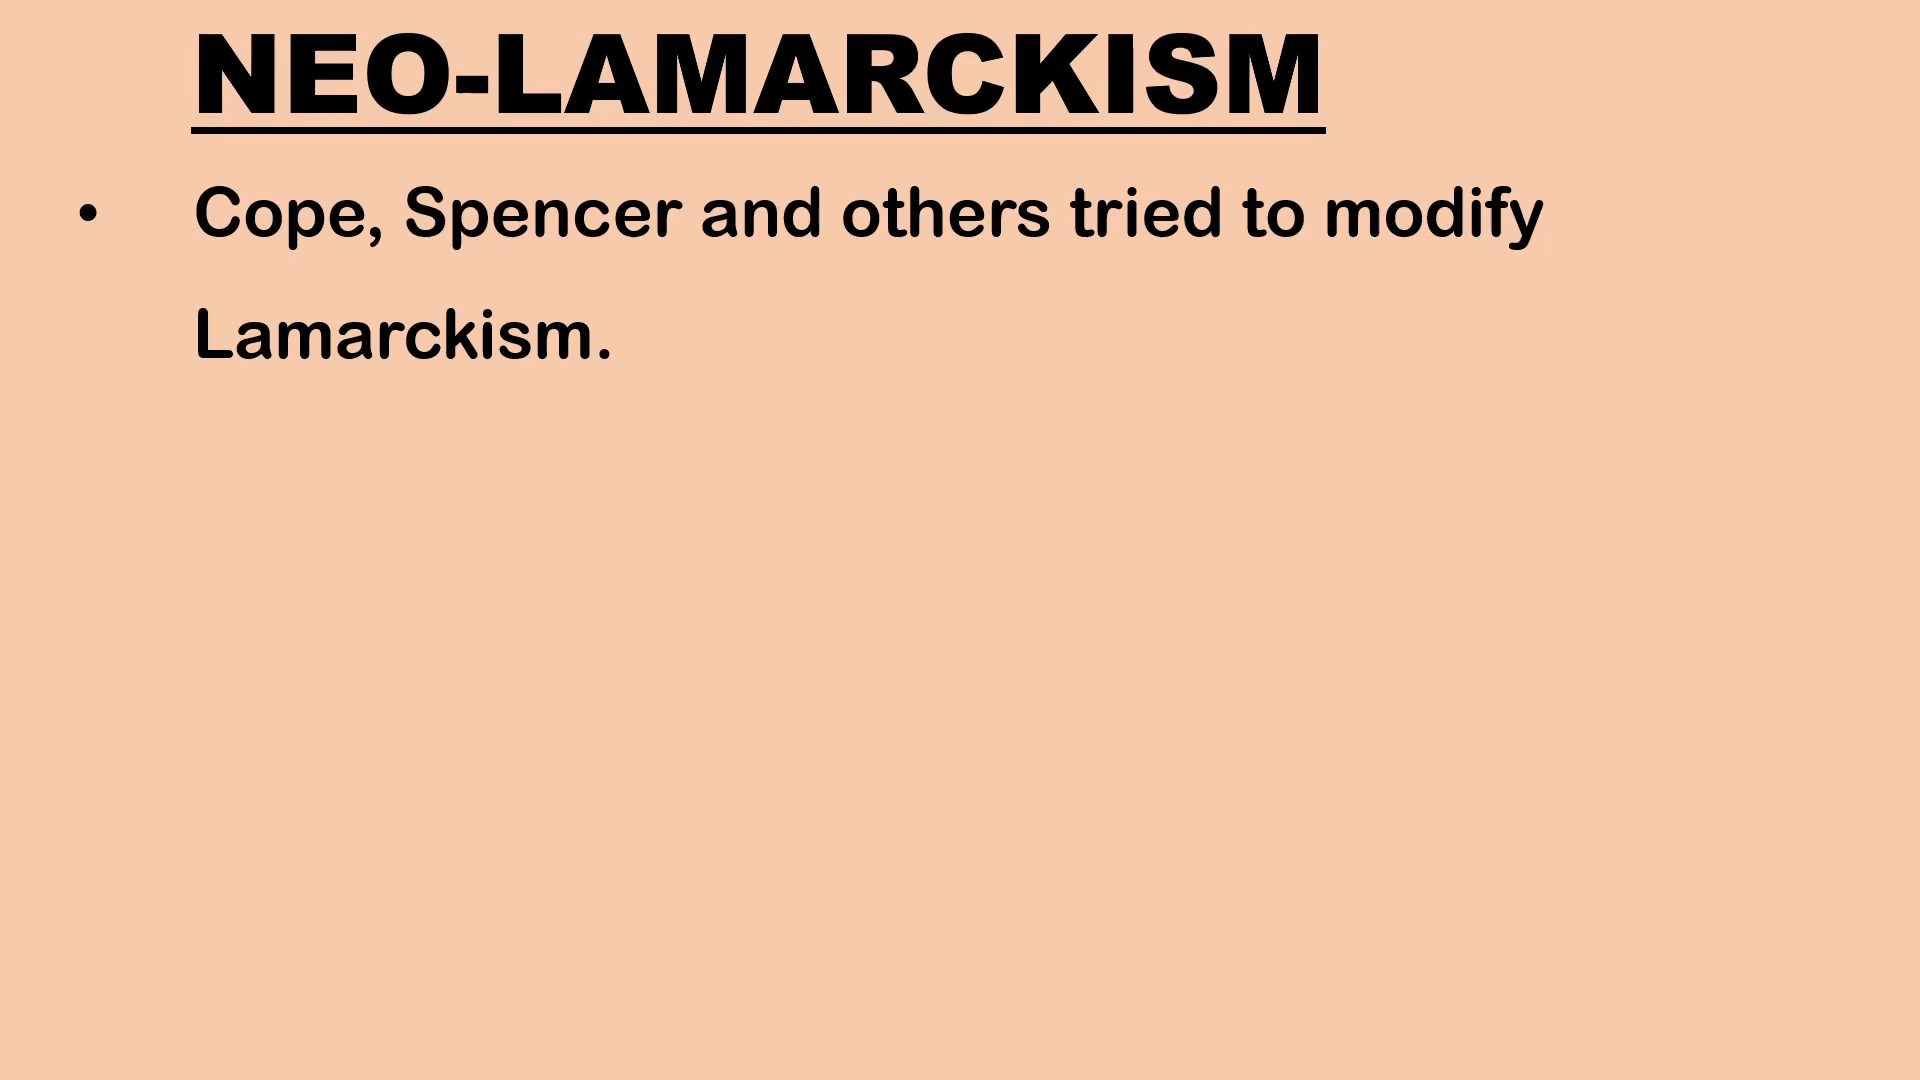 NEO-LAMARCKISM
• Cope, Spencer and others tried to modify
Lamarckism.